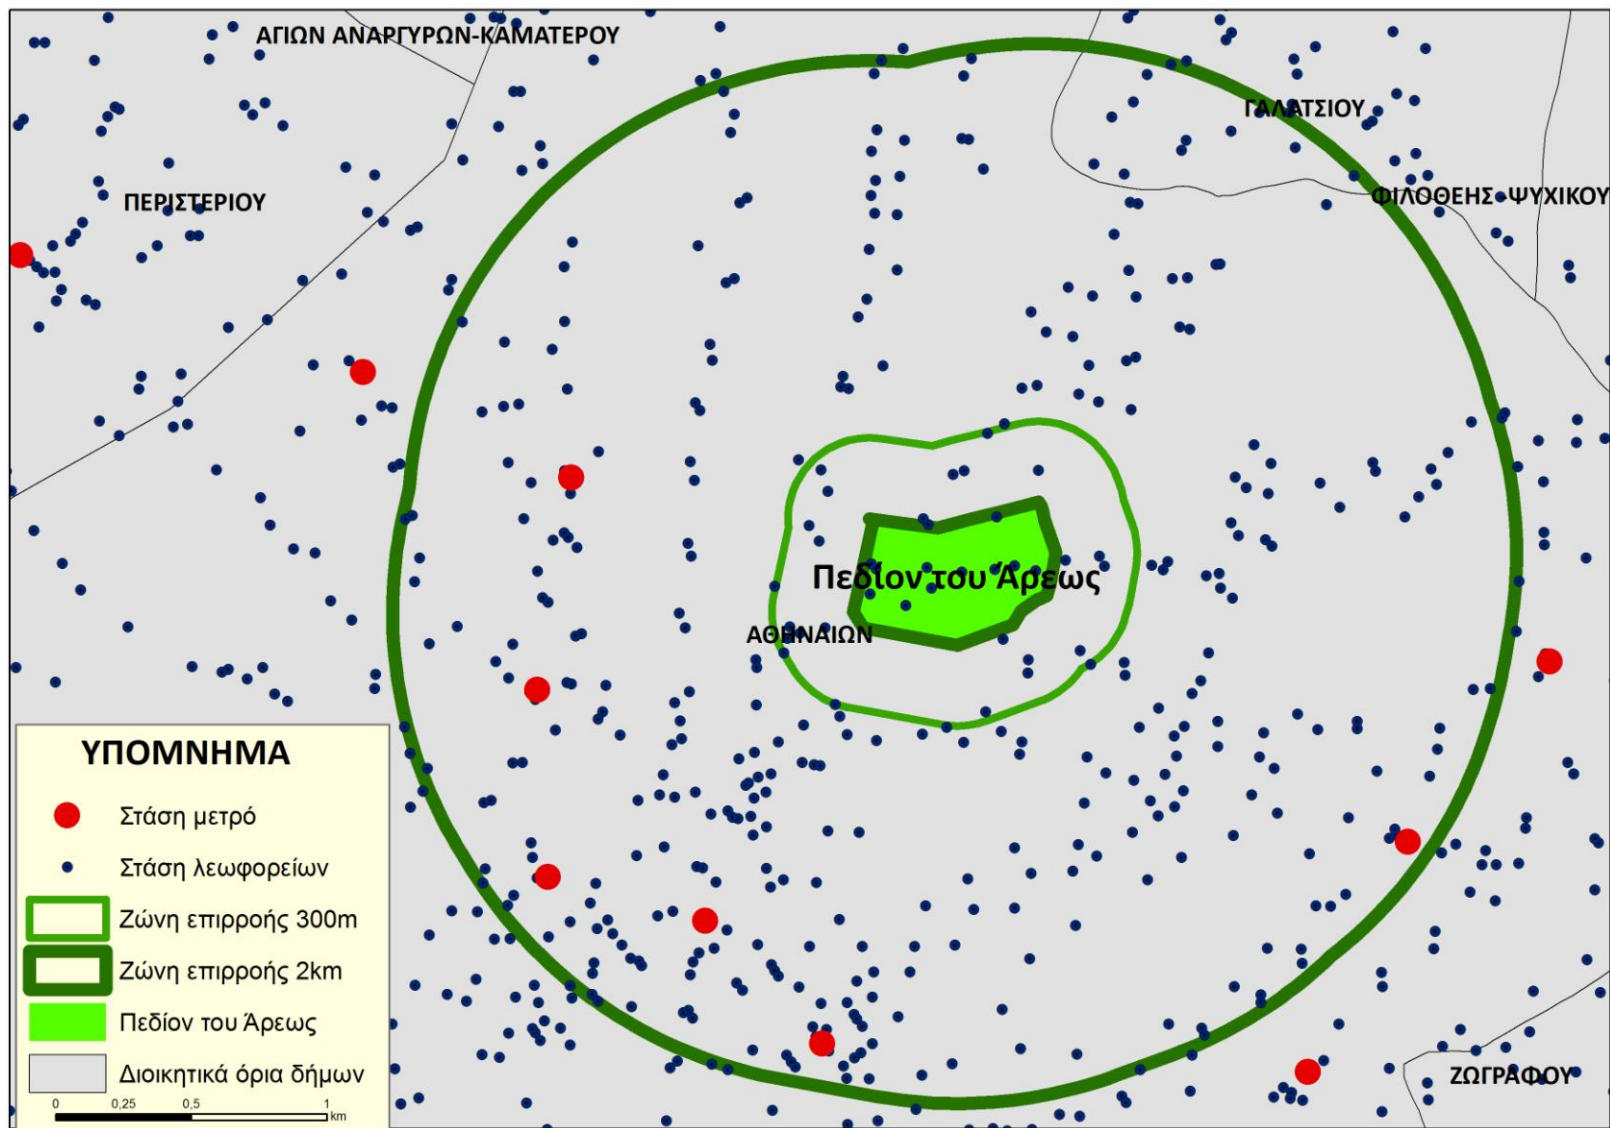 ΑΓΙΩΝ ΑΝΑΡΓΥΡΩΝ-ΚΑΜΑΤΕΡΟΥ
ΓΑΛΑΤΣΙΟΥ
ΠΕΡΙΣΤΕΡΙΟΥ
ΦΙΛΟΘΕΗΣ-ΨΥΧΙΚΟΥ
Πεδίον του Άρεως
ΑΘΗΝΑΙΩΝ
ΥΠΟΜΝΗΜΑ
Στάση μετρό
Στάση λεωφορείων
Ζώνη επιρροής 300m
Ζώνη επιρροής 2km
Πεδίον του Άρεως
Διοικητικά όρια δήμων
0 0,25 0,5 1
km
ΖΩΓΡΑΦΟΥ